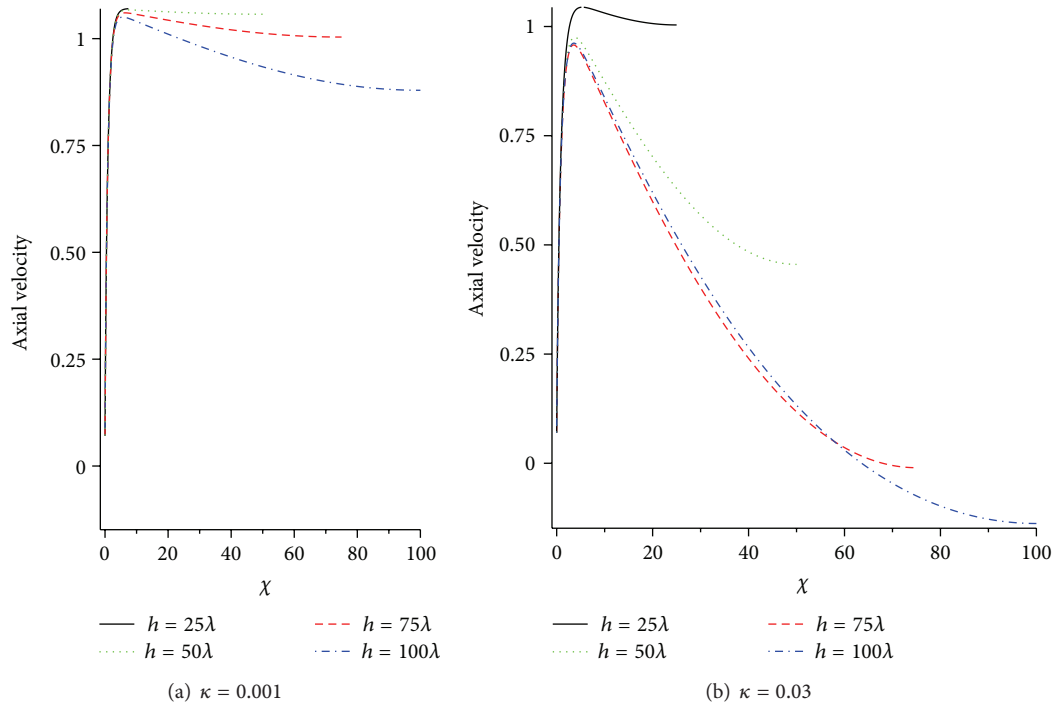 1
0.75
0.50
0.25
0
Axial velocity
0 20 40 60 80 100
χ
h = 25λ h = 75λ
h = 50λ h = 100λ
(a) κ = 0.001
1
0.75
0.50
0.25
0
Axial velocity
0 20 40 60 80 100
χ
h = 25λ h = 75λ
h = 50λ h = 100λ
(b) κ = 0.03